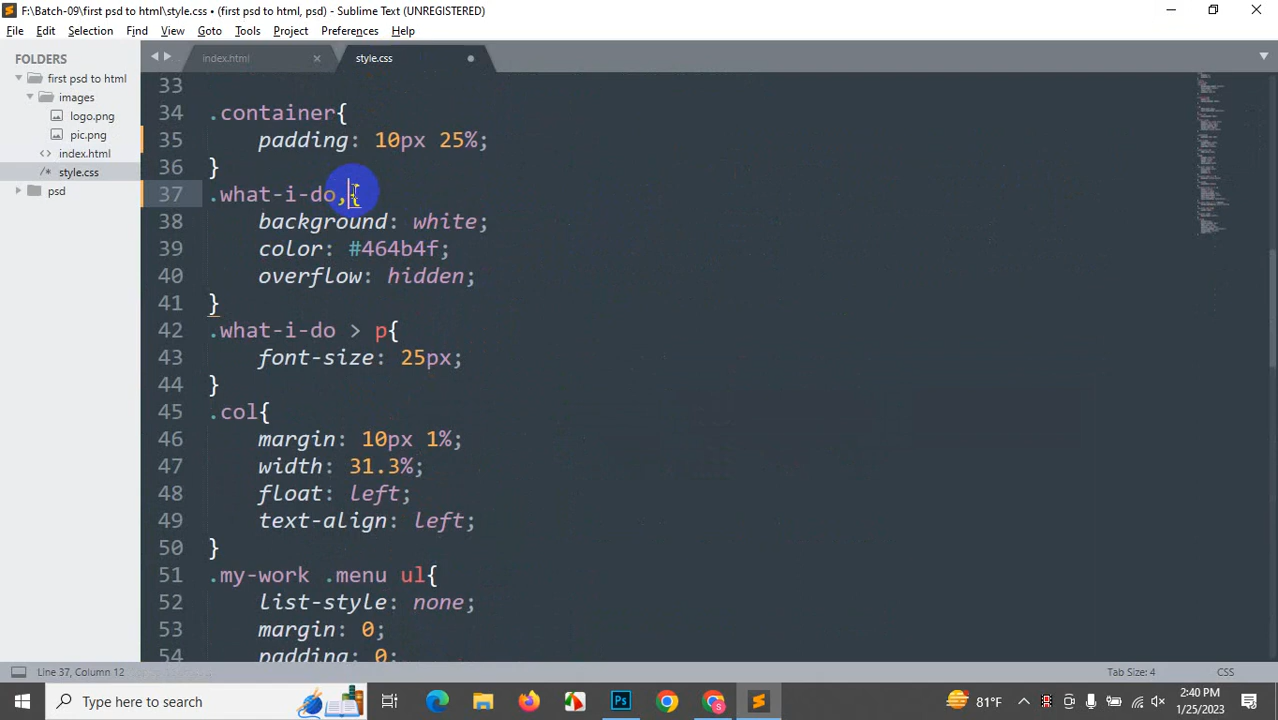 F:\Batch-09\first psd to html\style.css • (first psd to html, psd) - Sublime Text (UNREGISTERED)
File Edit Selection Find View Goto Tools Project Preferences Help
FOLDERS
first psd to html
images
logo.png
pic.png
index.html
/* style.css
psd
index.html style.css
33
34 .container{
35 padding: 10px 25%;
36 }
37 .what-i-do,{
38 background: white;
39 color: #464b4f;
40 overflow: hidden;
41 }
42 .what-i-do > p{
43 font-size: 25px;
44 }
45 .col{
46 margin: 10px 1%;
47 width: 31.3%;
48 float: left;
49 text-align: left;
50 }
51 .my-work .menu ul{
52 list-style: none;
53 margin: 0;
54 padding: 0;
Line 37, Column 12 Tab Size: 4 CSS
Type here to search 81°F 2:40 PM
1/25/2023